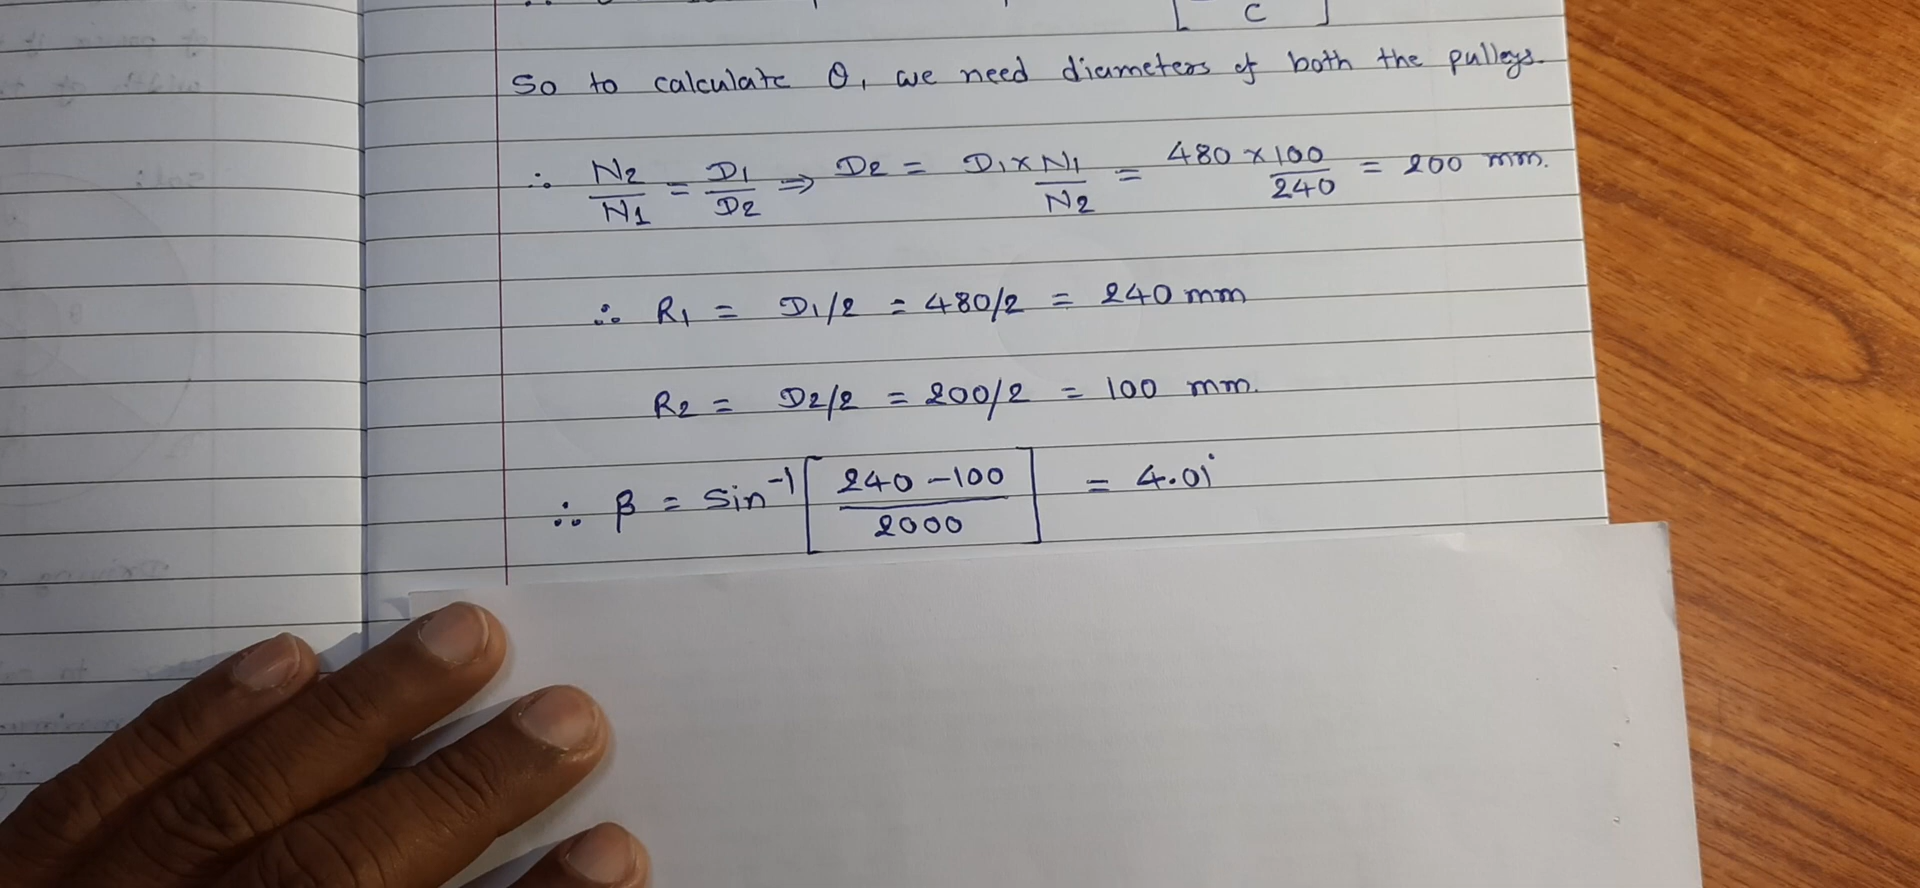 C
So to calculate θ, we need diameters of both the pulleys.
∴ N2/N1 = D1/D2 ⇒ D2 = D1 x N1/N2 = 480 x 100/240 = 200 mm.
∴ R1 = D1/2 = 480/2 = 240 mm
R2 = D2/2 = 200/2 = 100 mm.
∴ β = Sin⁻¹[240 - 100/2000] = 4.01°